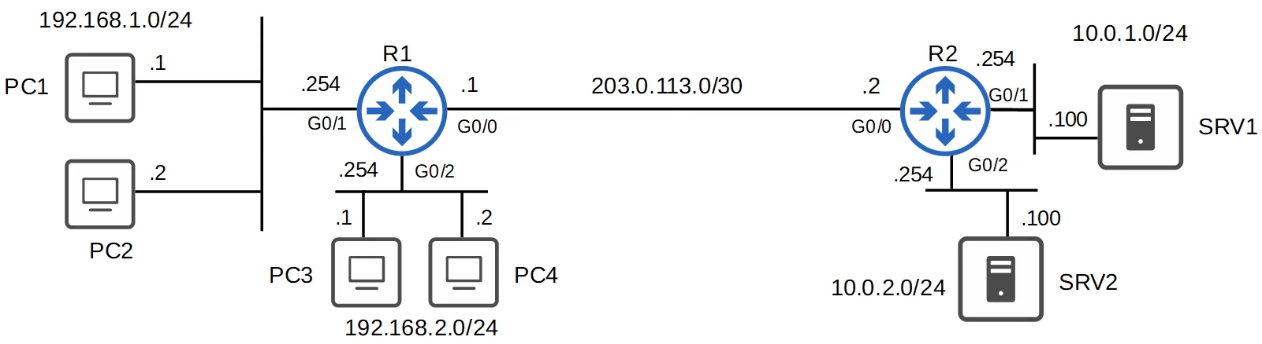 192.168.1.0/24
PC1
.1
PC2
.2
.254
G0/1
R1
.1
G0/0
.254
G0/2
.1
.2
PC3
PC4
192.168.2.0/24
203.0.113.0/30
.2
G0/0
R2
.254
G0/1
10.0.1.0/24
.100
SRV1
.254
G0/2
.100
10.0.2.0/24
SRV2